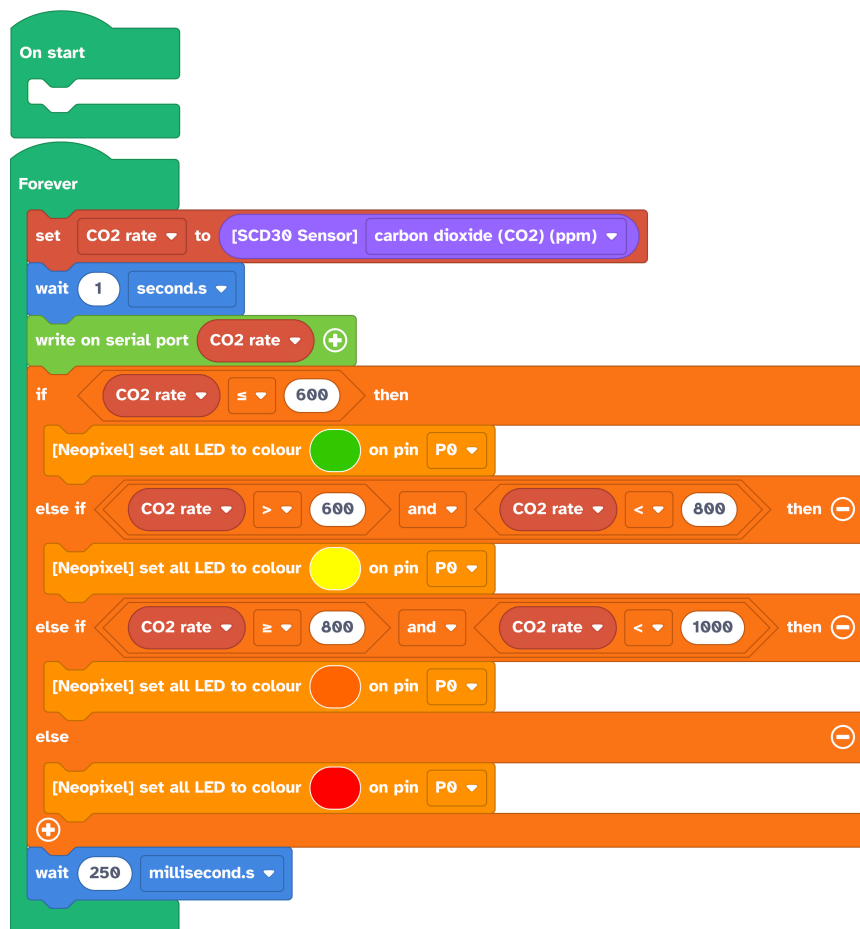 On start
Forever
set CO2 rate to [SCD30 Sensor] carbon dioxide (CO2) (ppm)
wait 1 second.s
write on serial port CO2 rate
if CO2 rate ≤ 600 then
[Neopixel] set all LED to colour on pin P0
else if CO2 rate > 600 and CO2 rate < 800 then
[Neopixel] set all LED to colour on pin P0
else if CO2 rate ≥ 800 and CO2 rate < 1000 then
[Neopixel] set all LED to colour on pin P0
else
[Neopixel] set all LED to colour on pin P0
wait 250 millisecond.s